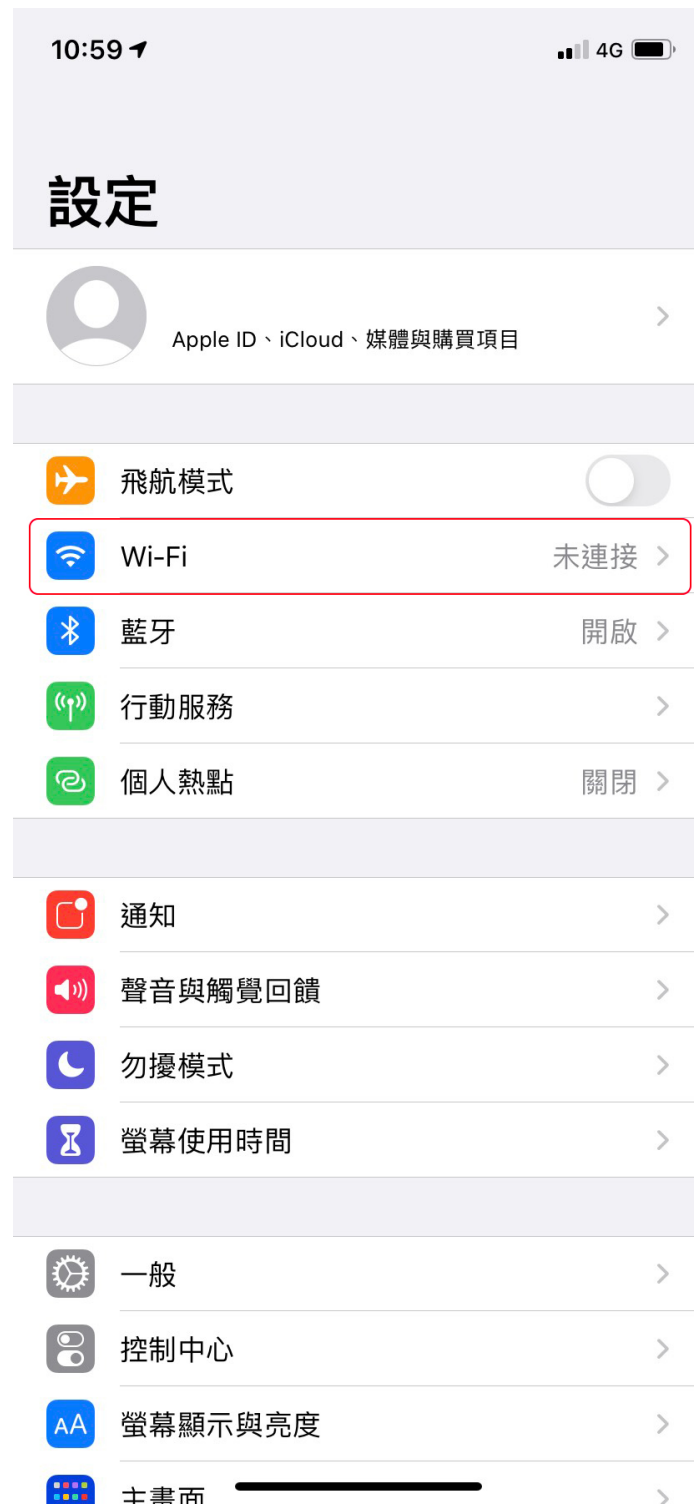 10:59
4G
設定
Apple ID、iCloud、媒體與購買項目
飛航模式
Wi-Fi 未連接
藍牙 開啟
行動服務
個人熱點 關閉
通知
聲音與觸覺回饋
勿擾模式
螢幕使用時間
一般
控制中心
AA 螢幕顯示與亮度
主畫面